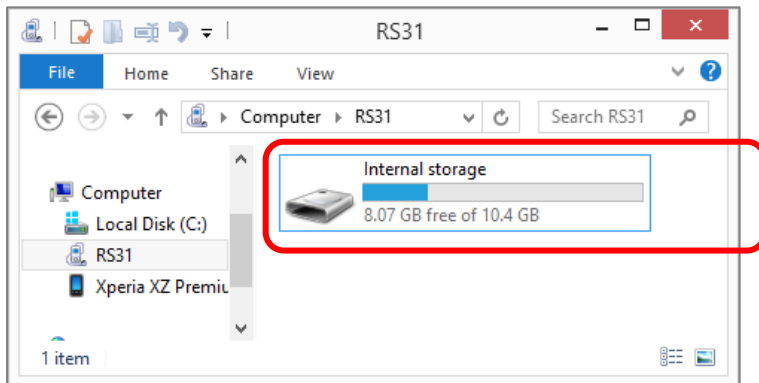 RS31
File Home Share View
Computer RS31 Search RS31
Internal storage
8.07 GB free of 10.4 GB
Computer
Local Disk (C:)
RS31
Xperia XZ Premiu
1 item